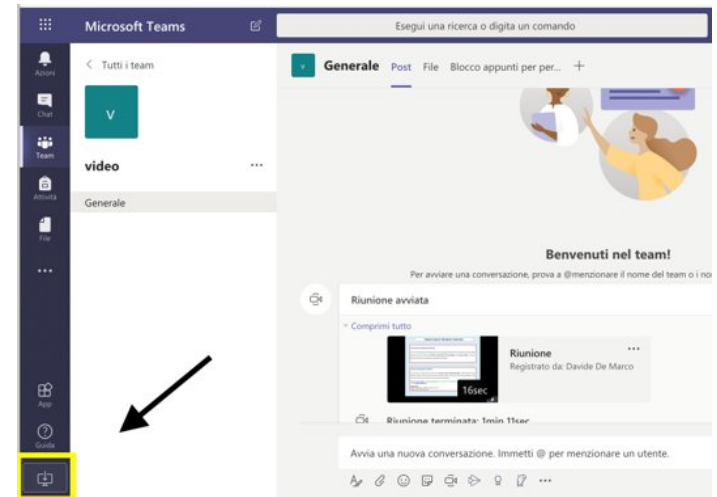 Microsoft Teams
Esegui una ricerca o digita un comando
Azioni
Chat
Team
Attività
File
App
Guida
Tutti i team
V
video
Generale
v
Generale Post File Blocco appunti per per...
Benvenuti nel team!
Per avviare una conversazione, prova a @menzionare il nome del team o i no
Riunione avviata
Comprimi tutto
Riunione
Registrato da: Davide De Marco
16sec
Riunione terminata: 1min 11sec
Avvia una nuova conversazione. Immetti @ per menzionare un utente.